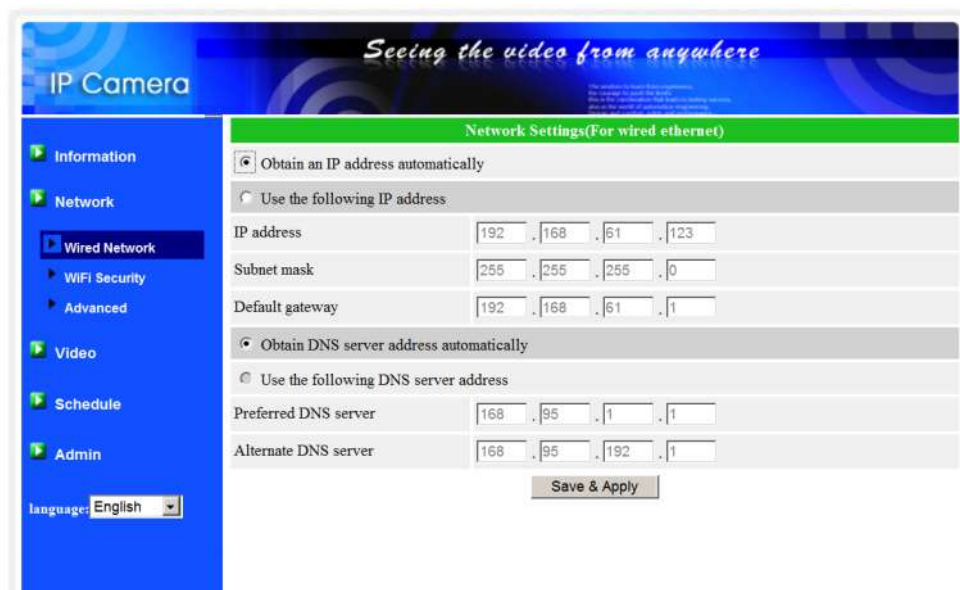 Seeing the video from anywhere
IP Camera
Network Settings(For wired ethernet)
Information
Network
Wired Network
WiFi Security
Advanced
Video
Schedule
Admin
language: English
Obtain an IP address automatically
Use the following IP address
IP address 192 . 168 . 61 . 123
Subnet mask 255 . 255 . 255 . 0
Default gateway 192 . 168 . 61 . 1
Obtain DNS server address automatically
Use the following DNS server address
Preferred DNS server 168 . 95 . 1 . 1
Alternate DNS server 168 . 95 . 192 . 1
Save & Apply